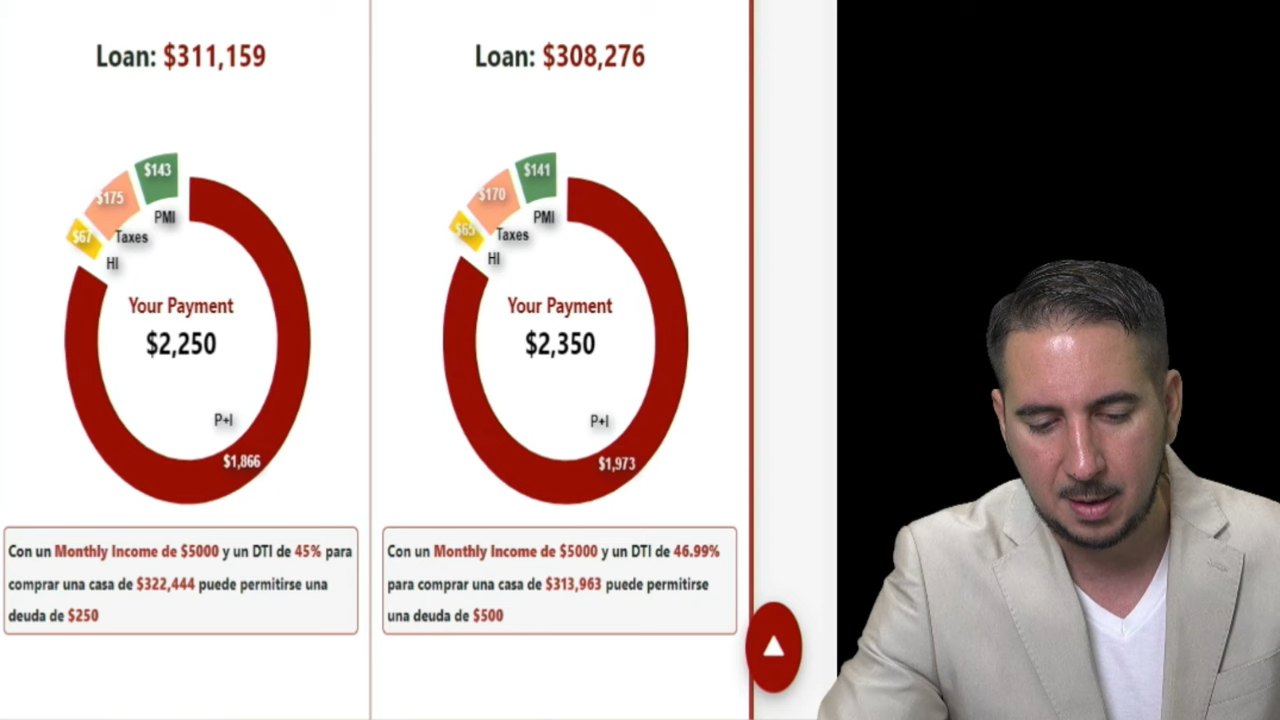 Loan: $311,159
$143
$175
$67
PMI
Taxes
HI
Your Payment
$2,250
P+I
$1,866
Con un Monthly Income de $5000 y un DTI de 45% para
comprar una casa de $322,444 puede permitirse una
deuda de $250
Loan: $308,276
$141
$170
$65
PMI
Taxes
HI
Your Payment
$2,350
P+I
$1,973
Con un Monthly Income de $5000 y un DTI de 46.99%
para comprar una casa de $313,963 puede permitirse
una deuda de $500